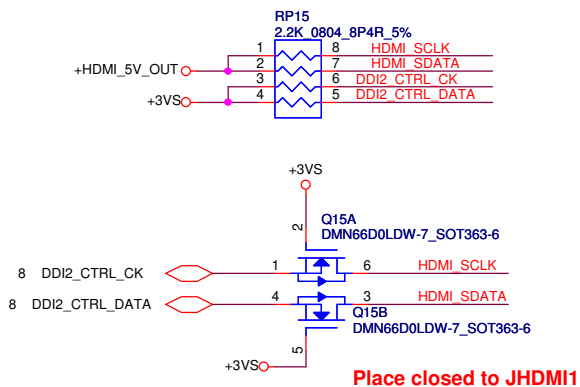 RP15
2.2K_0804_8P4R_5%
1 8 HDMI_SCLK
+HDMI_5V_OUT 2 7 HDMI_SDATA
3 6 DDI2_CTRL_CK
+3VS 4 5 DDI2_CTRL_DATA
+3VS
2
Q15A
DMN66D0LDW-7_SOT363-6
8 DDI2_CTRL_CK 1 6 HDMI_SCLK
8 DDI2_CTRL_DATA 4 3 HDMI_SDATA
Q15B
DMN66D0LDW-7_SOT363-6
5
+3VS
Place closed to JHDMI1